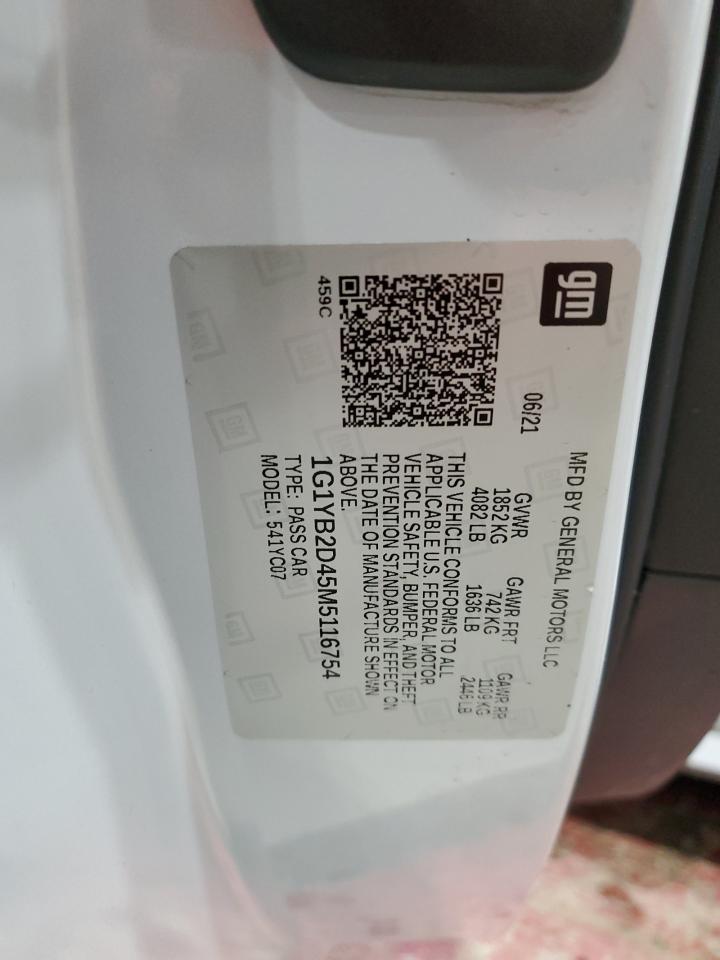 gm
MFD BY GENERAL MOTORS LLC
06/21
GVWR GAWR FRT GAWR RR
1852 KG 742 KG 1109 KG
4082 LB 1636 LB 2446 LB
THIS VEHICLE CONFORMS TO ALL
APPLICABLE U.S. FEDERAL MOTOR
VEHICLE SAFETY, BUMPER, AND THEFT
PREVENTION STANDARDS IN EFFECT ON
THE DATE OF MANUFACTURE SHOWN
ABOVE.
1G1YB2D45M5116754
TYPE: PASS CAR
MODEL: 541YC07
459C